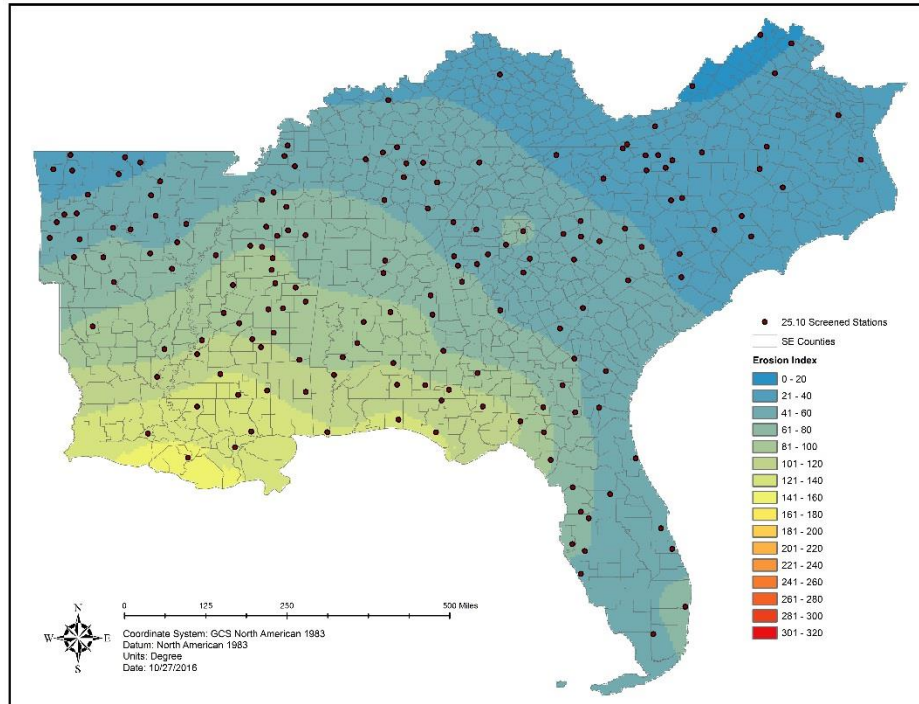 25.10 Screened Stations
SE Counties
Erosion Index
0 - 20
21 - 40
41 - 60
61 - 80
81 - 100
101 - 120
121 - 140
141 - 160
161 - 180
181 - 200
201 - 220
221 - 240
241 - 260
261 - 280
281 - 300
301 - 320
0 125 250 500 Miles
N
W E
S
Coordinate System: GCS North American 1983
Datum: North American 1983
Units: Degree
Date: 10/27/2016